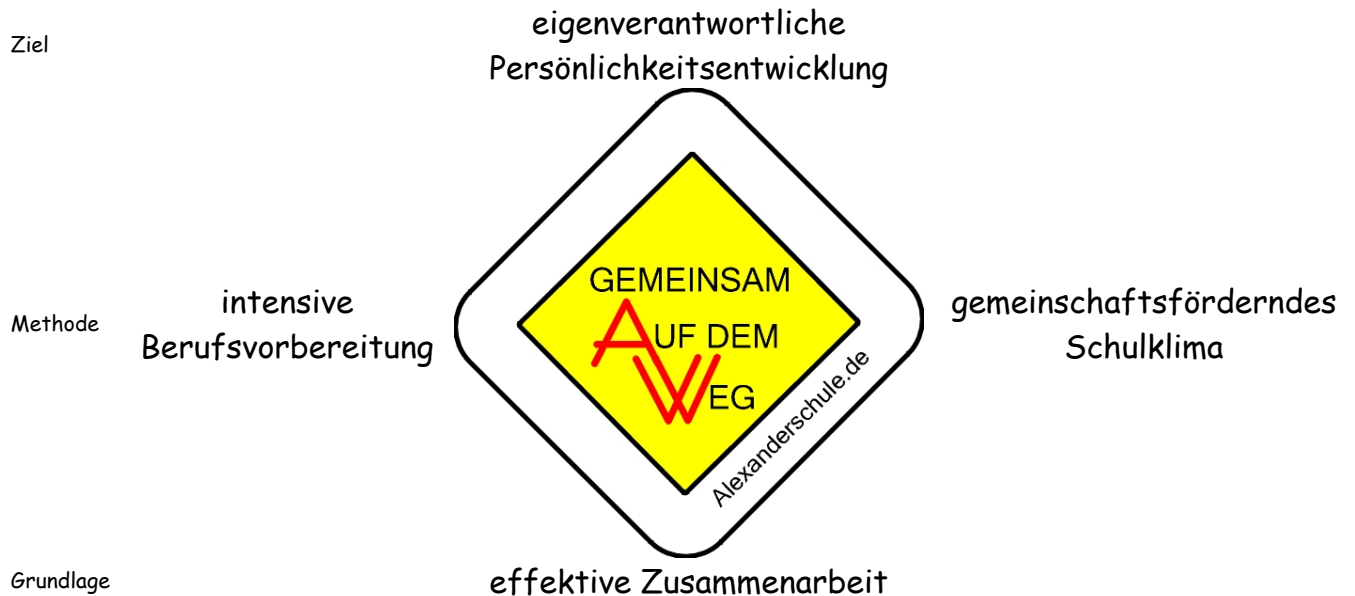 Ziel
eigenverantwortliche
Persönlichkeitsentwicklung
GEMEINSAM
AUF DEM
WEG
Alexanderschule.de
Methode
intensive
Berufsvorbereitung
gemeinschaftsförderndes
Schulklima
Grundlage
effektive Zusammenarbeit